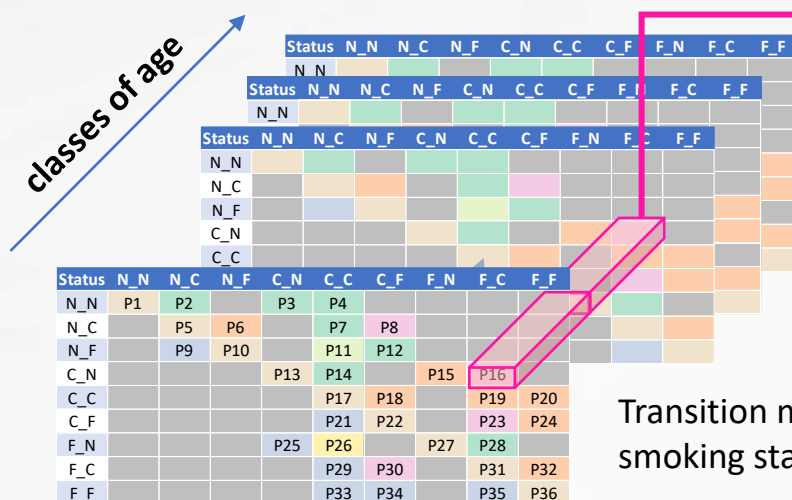 classes of age
Status N_N N_C N_F C_N C_C C_F F_N F_C F_F
N_N
Status N_N N_C N_F C_N C_C C_F F_N F_C F_F
N_N
Status N_N N_C N_F C_N C_C C_F F_N F_C F_F
N_N
N_C
N_F
C_N
C_C
Status N_N N_C N_F C_N C_C C_F F_N F_C F_F
N_N P1 P2 P3 P4
N_C P5 P6 P7 P8
N_F P9 P10 P11 P12
C_N P13 P14 P15 P16
C_C P17 P18 P19 P20
C_F P21 P22 P23 P24
F_N P25 P26 P27 P28
F_C P29 P30 P31 P32
F_F P33 P34 P35 P36
Transition
smoking